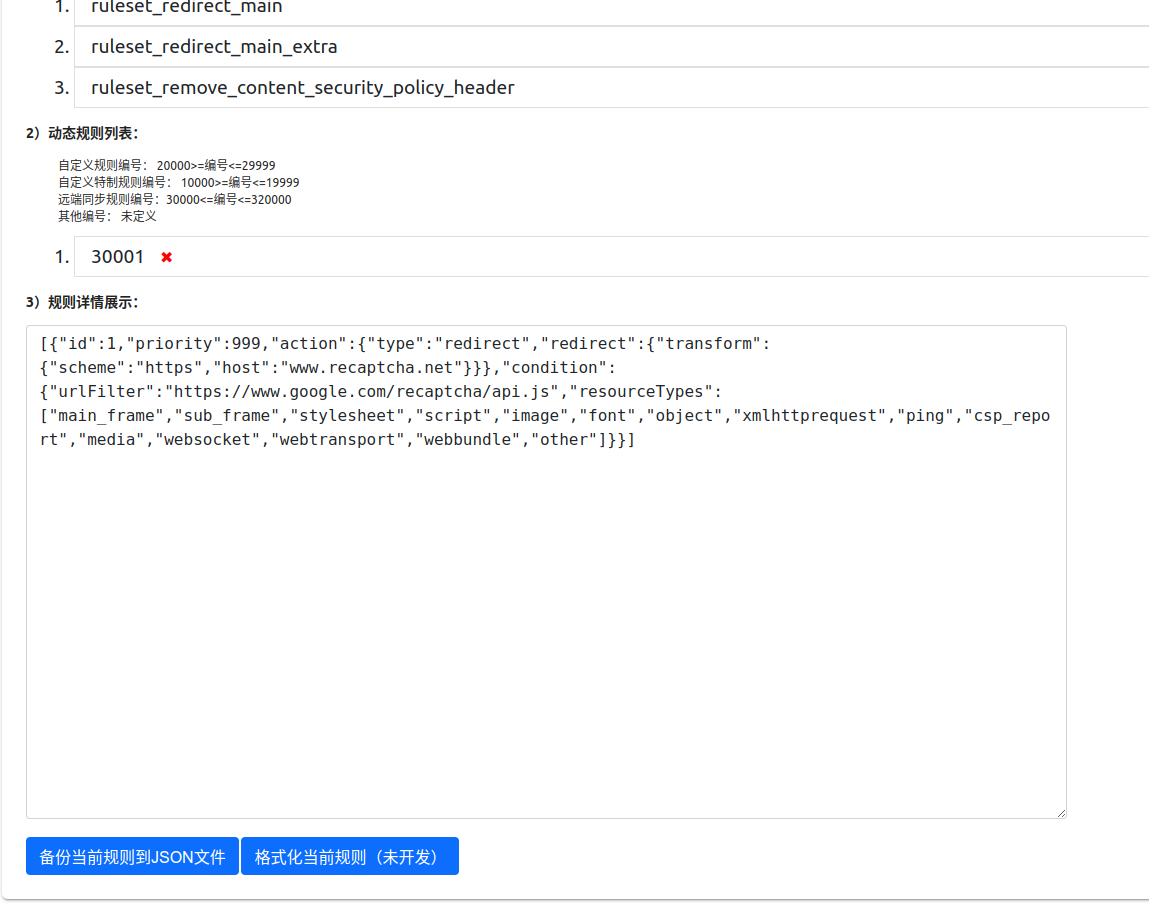 1. ruleset_redirect_main
2. ruleset_redirect_main_extra
3. ruleset_remove_content_security_policy_header
2）动态规则列表：
自定义规则编号： 20000>=编号<=29999
自定义特制规则编号： 10000>=编号<=19999
远端同步规则编号：30000<=编号<=320000
其他编号： 未定义
1. 30001 ✖
3）规则详情展示：
[{"id":1,"priority":999,"action":{"type":"redirect","redirect":{"transform":
{"scheme":"https","host":"www.recaptcha.net"}}},"condition":
{"urlFilter":"https://www.google.com/recaptcha/api.js","resourceTypes":
["main_frame","sub_frame","stylesheet","script","image","font","object","xmlhttprequest","ping","csp_repo
rt","media","websocket","webtransport","webbundle","other"]}}]
备份当前规则到JSON文件 格式化当前规则（未开发）